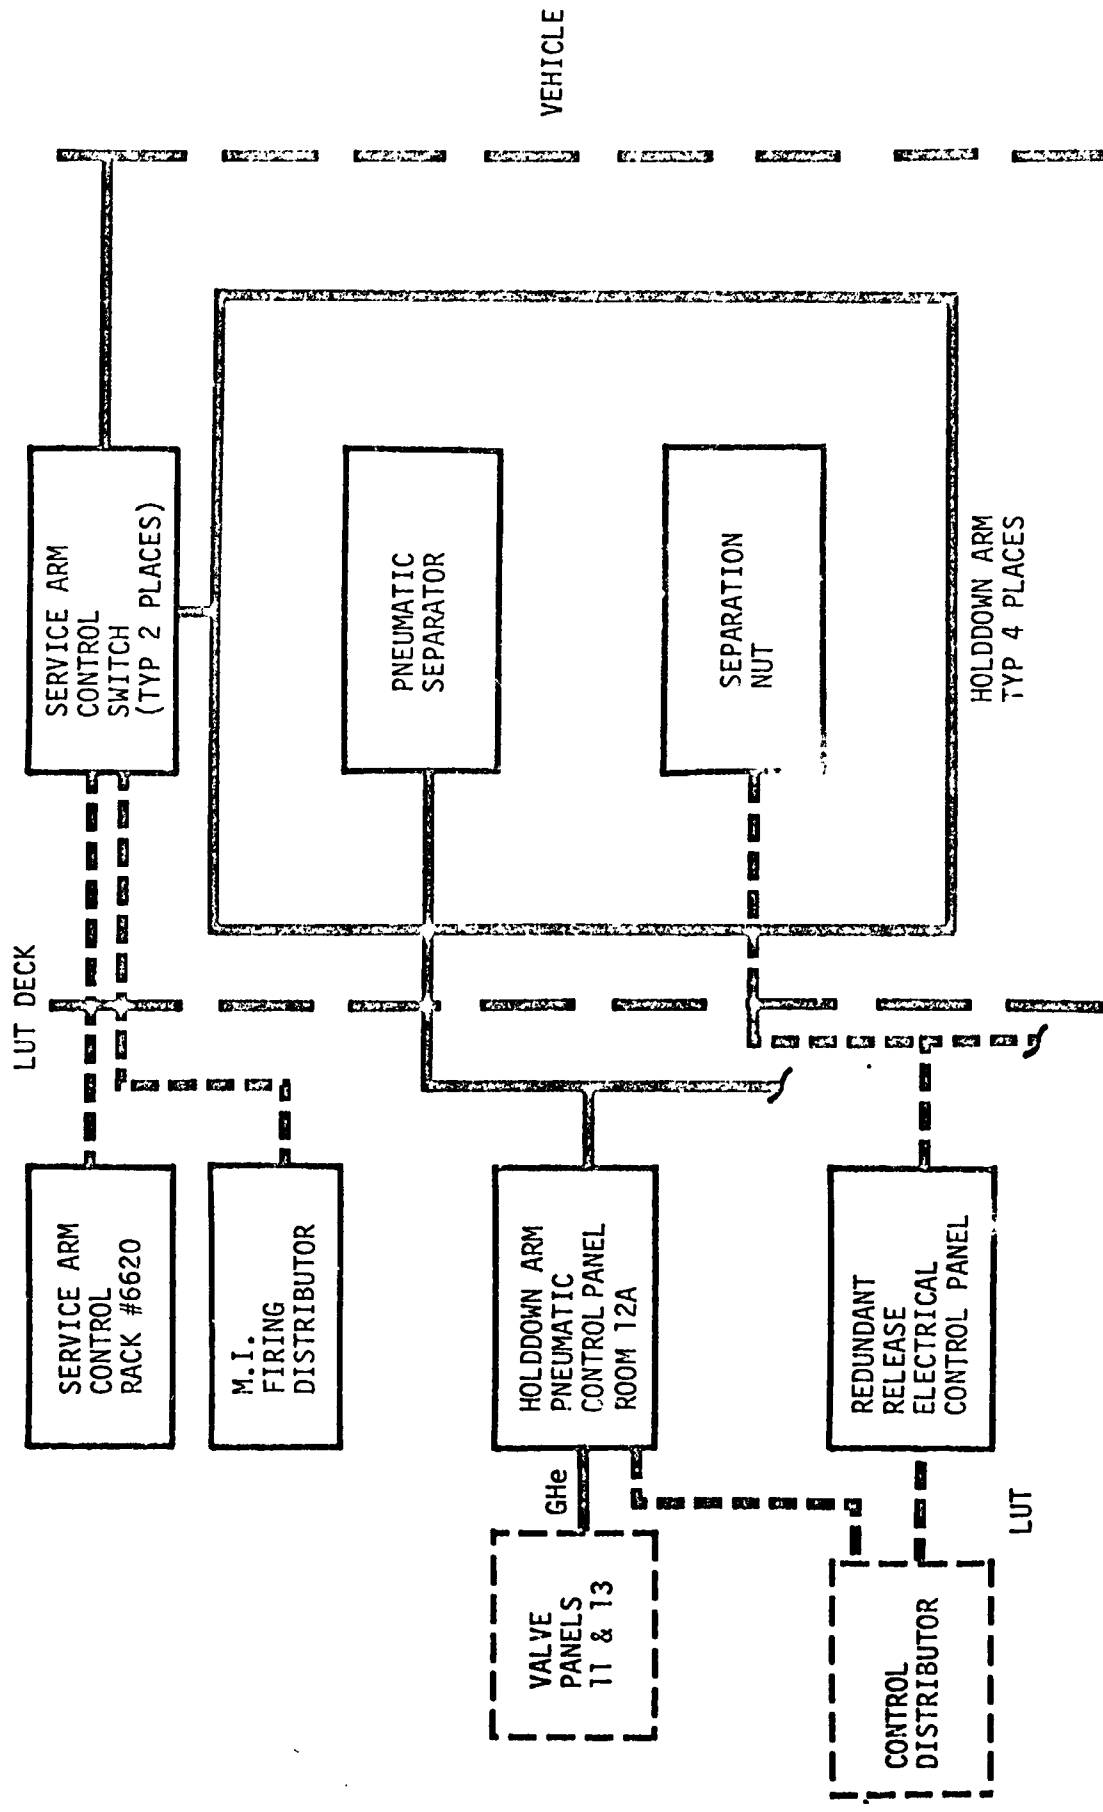 LUT DECK
VEHICLE
SERVICE ARM
CONTROL
RACK #6620
SERVICE ARM
CONTROL
SWITCH
(TYP 2 PLACES)
M.I.
FIRING
DISTRIBUTOR
VALVE
PANELS
11 & 13
GHe
HOLDDOWN ARM
PNEUMATIC
CONTROL PANEL
ROOM 12A
PNEUMATIC
SEPARATOR
CONTROL
DISTRIBUTOR
REDUNDANT
RELEASE
ELECTRICAL
CONTROL PANEL
SEPARATION
NUT
LUT
HOLDDOWN ARM
TYP 4 PLACES